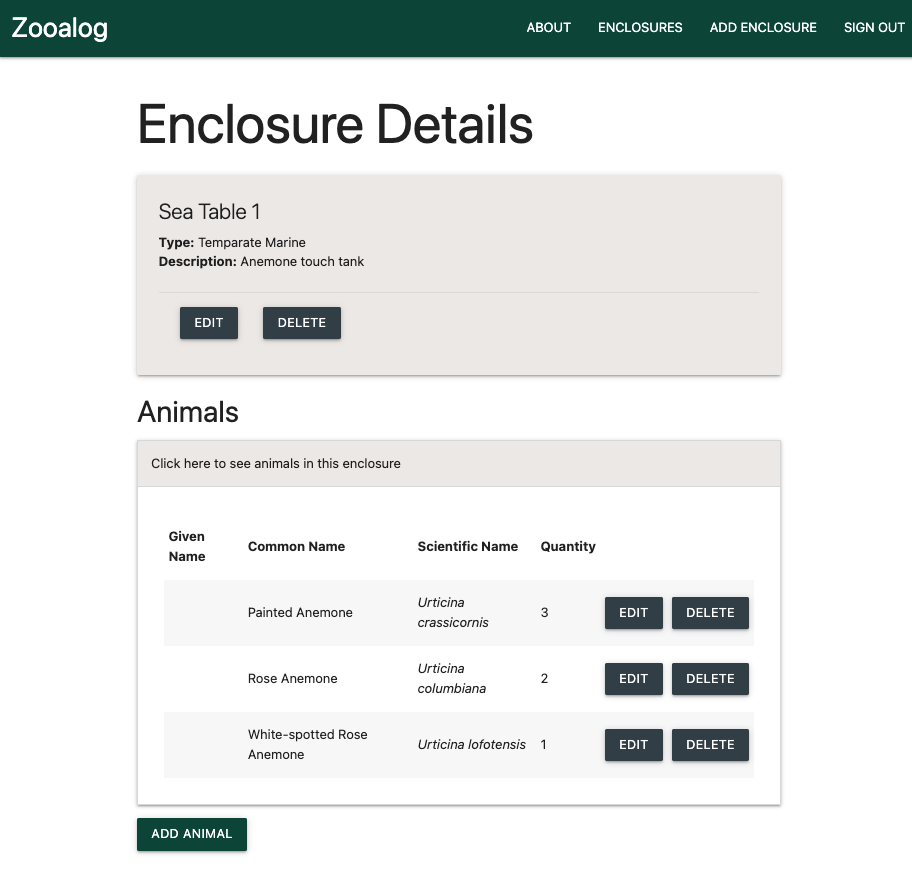 Zooalog
ABOUT ENCLOSURES ADD ENCLOSURE SIGN OUT
Enclosure Details
Sea Table 1
Type: Temparate Marine
Description: Anemone touch tank
EDIT DELETE
Animals
Click here to see animals in this enclosure
Given
Name
Common Name
Scientific Name
Quantity
Painted Anemone
Urticina
crassicornis
3
EDIT DELETE
Rose Anemone
Urticina
columbiana
2
EDIT DELETE
White-spotted Rose
Anemone
Urticina lofotensis
1
EDIT DELETE
ADD ANIMAL